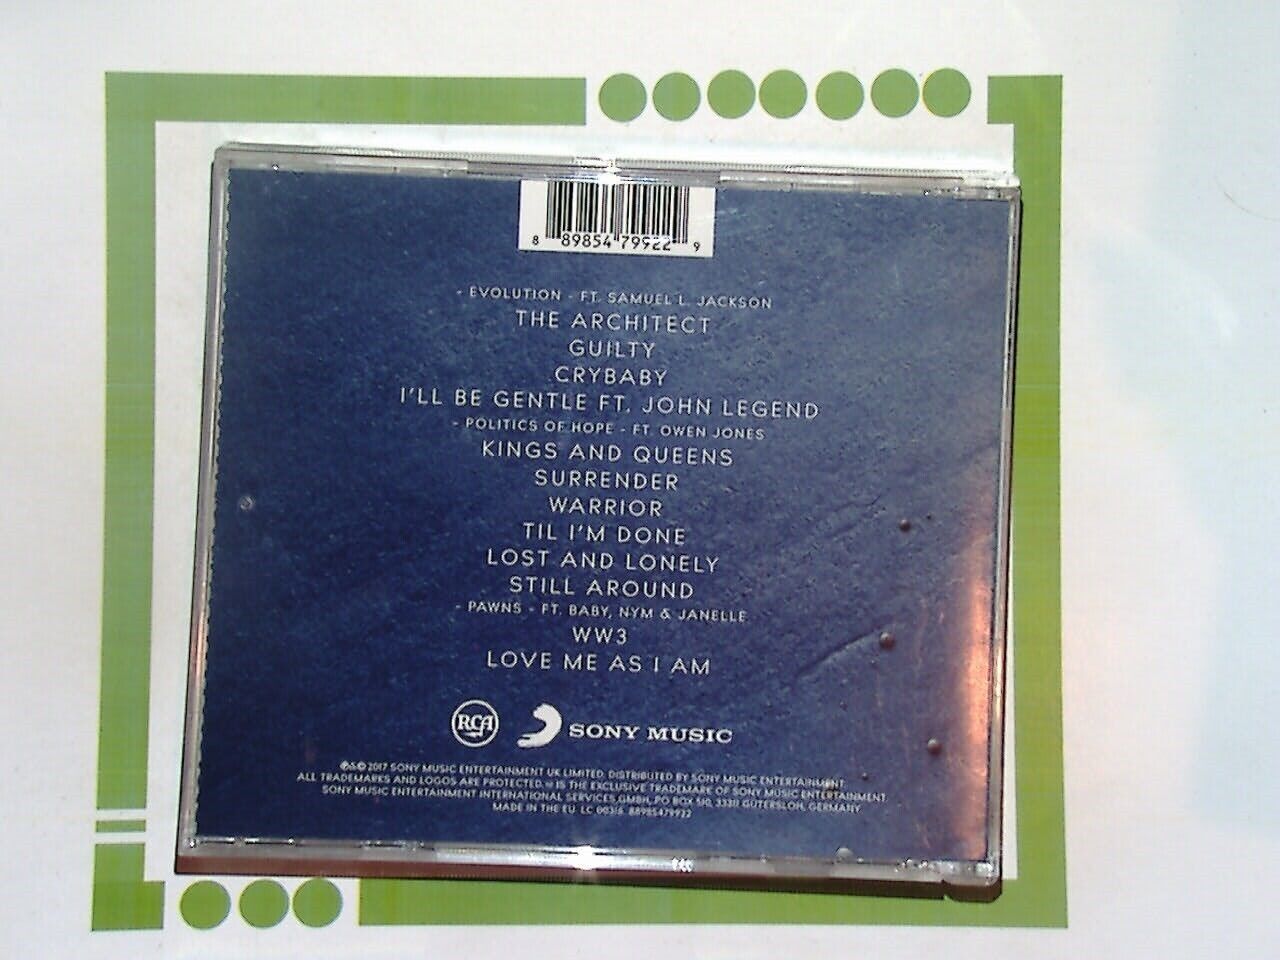 8 89854 79922 9
- EVOLUTION - FT. SAMUEL L. JACKSON
THE ARCHITECT
GUILTY
CRYBABY
I'LL BE GENTLE FT. JOHN LEGEND
- POLITICS OF HOPE - FT. OWEN JONES
KINGS AND QUEENS
SURRENDER
WARRIOR
TIL I'M DONE
LOST AND LONELY
STILL AROUND
- PAWNS - FT. BABY, NYM & JANELLE
WW3
LOVE ME AS I AM
RCA
SONY MUSIC
℗&© 2017 SONY MUSIC ENTERTAINMENT UK LIMITED. DISTRIBUTED BY SONY MUSIC ENTERTAINMENT.
ALL TRADEMARKS AND LOGOS ARE PROTECTED. IS THE EXCLUSIVE TRADEMARK OF SONY MUSIC ENTERTAINMENT.
SONY MUSIC ENTERTAINMENT INTERNATIONAL SERVICES GMBH, PO BOX 510, 33311 GÜTERSLOH, GERMANY
MADE IN THE EU. LC 00316. 88985479922